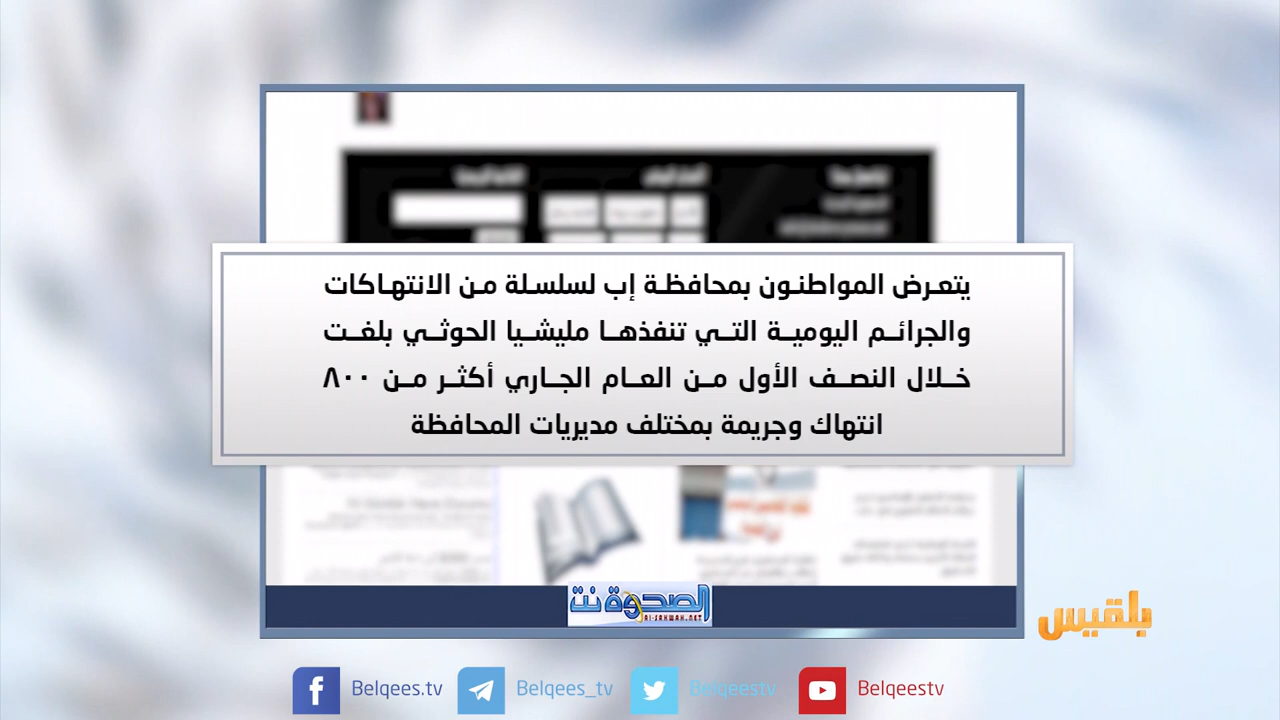 يتعرض المواطنون بمحافظة إب لسلسلة من الانتهاكات
والجرائم اليومية التي تنفذها مليشيا الحوثي بلغت
خلال النصف الأول من العام الجاري أكثر من ٨٠٠
انتهاك وجريمة بمختلف مديريات المحافظة
الصحوة نت
AL-SAHWAH.NET
بلقيس
Belqees.tv
Belqees_tv
Belqeestv
Belqeestv